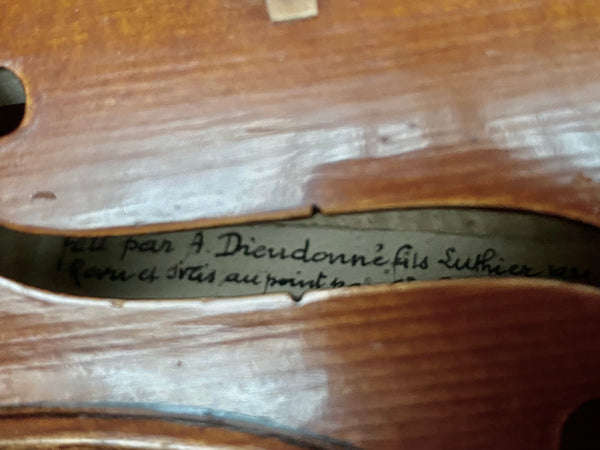 fait par A. Dieudonné fils Luthier
Revu et mis au point